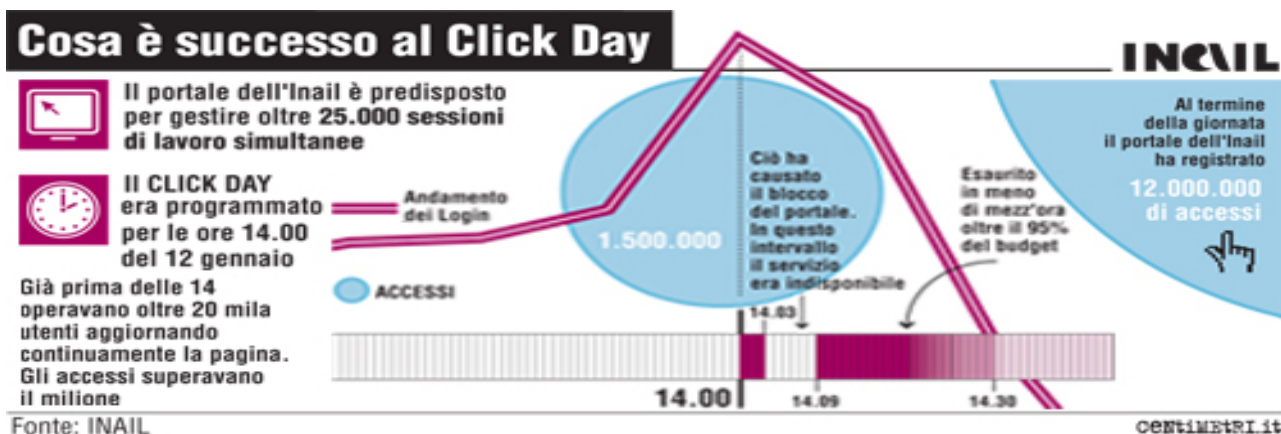 Cosa è successo al Click Day
INAIL
Il portale dell'Inail è predisposto
per gestire oltre 25.000 sessioni
di lavoro simultanee
Il CLICK DAY
era programmato
per le ore 14.00
del 12 gennaio
Già prima delle 14
operavano oltre 20 mila
utenti aggiornando
continuamente la pagina.
Gli accessi superavano
il milione
Andamento
dei Login
ACCESSI
1.500.000
Ciò ha
causato
il blocco
del portale.
In questo
intervallo
il servizio
era indisponibile
Esaurito
in meno
di mezz'ora
oltre il 95%
del budget
Al termine
della giornata
il portale dell'Inail
ha registrato
12.000.000
di accessi
14.03
14.00
14.09
14.30
Fonte: INAIL
CENTIMETRI.it